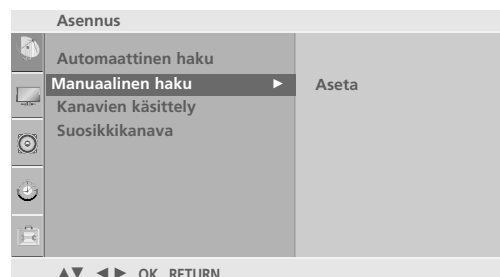 Asennus
Automaattinen haku
Manuaalinen haku ► Aseta
Kanavien käsittely
Suosikkikanava
▲▼ ◄► OK RETURN